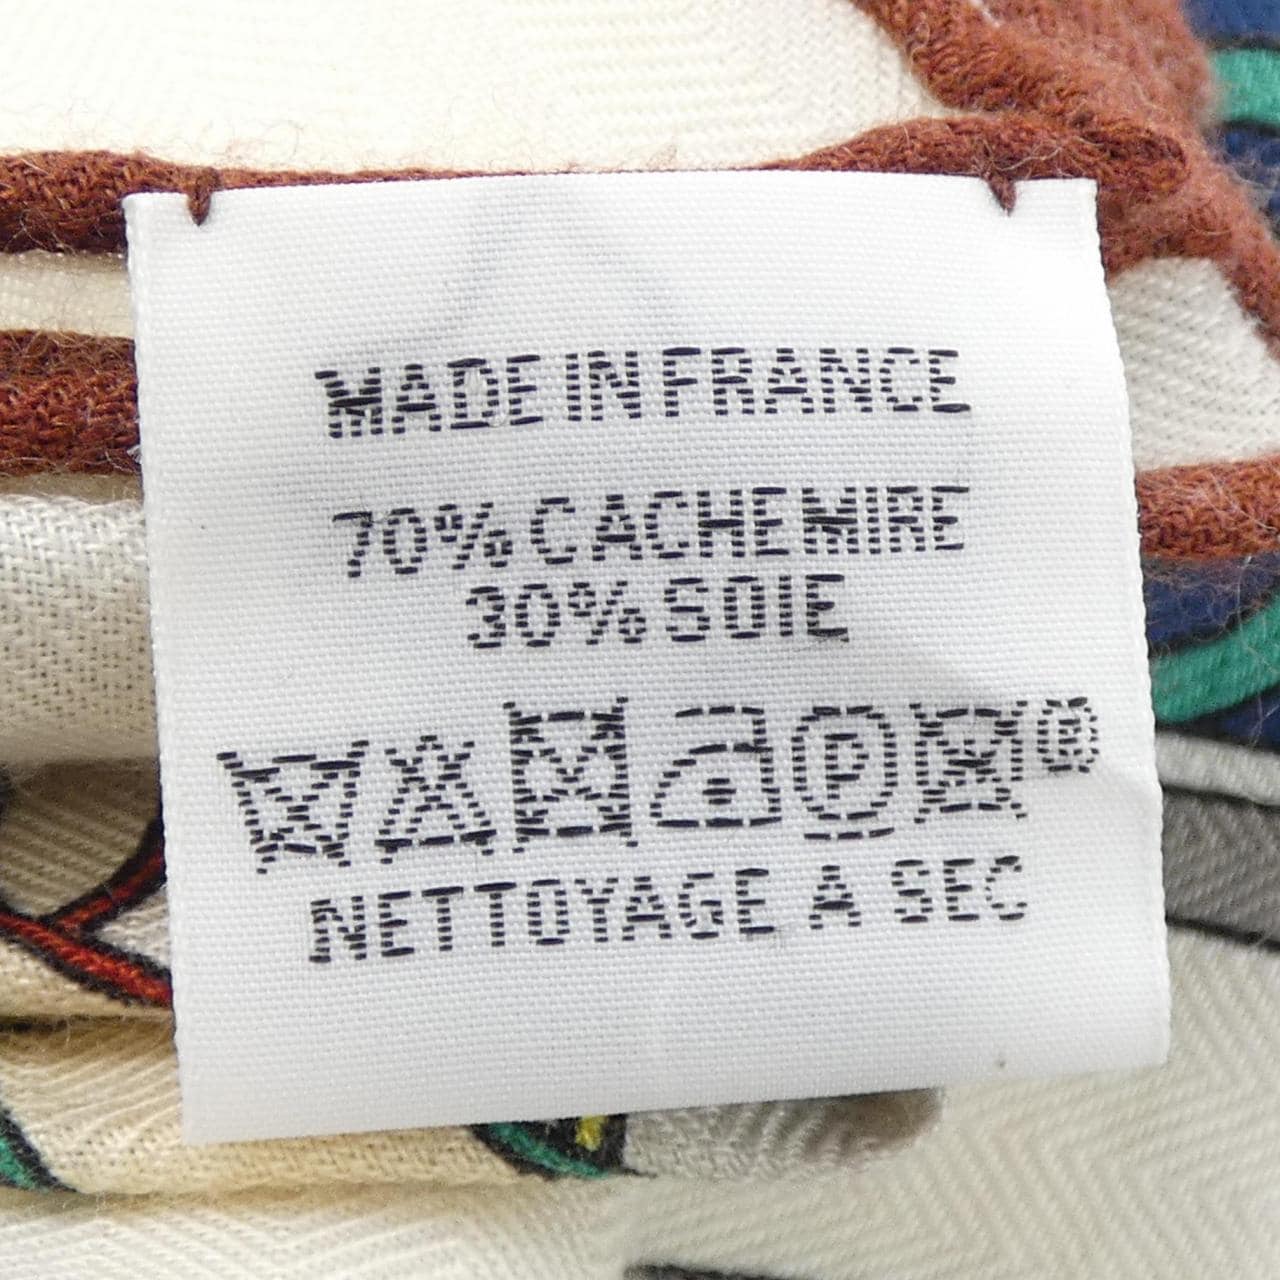 MADE IN FRANCE
70% CACHEMIRE
30% SOIE
P ®
NETTOYAGE A SEC